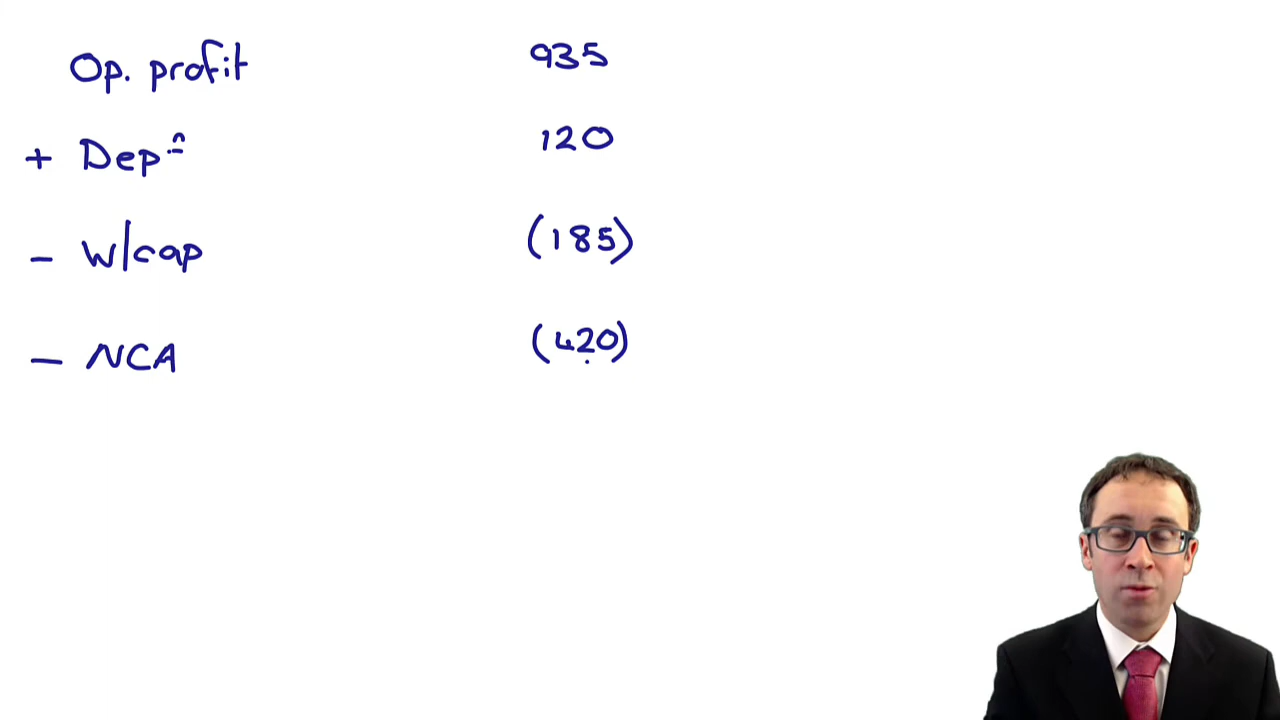 Op. profit 935
+ Depn 120
- W/cap (185)
- NCA (420)